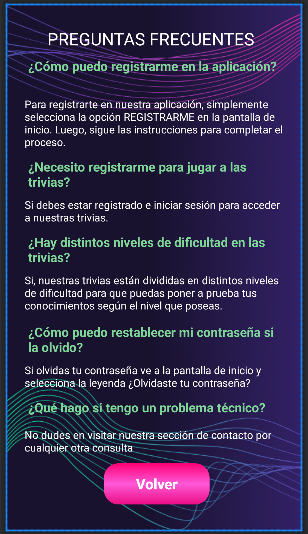 PREGUNTAS FRECUENTES
¿Cómo puedo registrarme en la aplicación?
Para registrarte en nuestra aplicación, simplemente
selecciona la opción REGISTRARME en la pantalla de
inicio. Luego, sigue las instrucciones para completar el
proceso.
¿Necesito registrarme para jugar a las
trivias?
Si debes estar registrado e iniciar sesión para acceder
a nuestras trivias.
¿Hay distintos niveles de dificultad en las
trivias?
Si, nuestras trivias están divididas en distintos niveles
de dificultad para que puedas poner a prueba tus
conocimientos según el nivel que poseas.
¿Cómo puedo restablecer mi contraseña si
la olvido?
Si olvidas tu contraseña ve a la pantalla de inicio y
selecciona la leyenda ¿Olvidaste tu contraseña?
¿Qué hago si tengo un problema técnico?
No dudes en visitar nuestra sección de contacto por
cualquier otra consulta
Volver